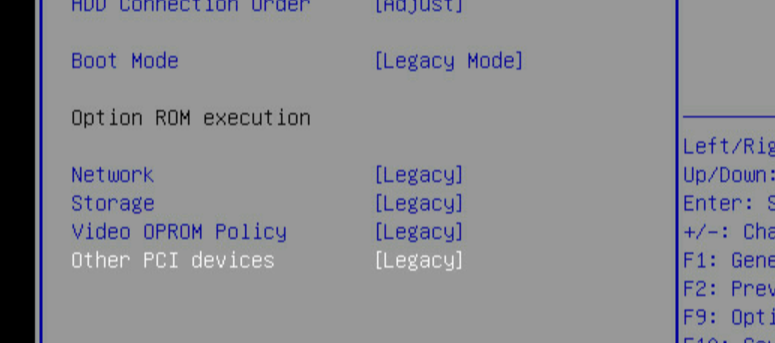 HDD Connection Order [Adjust]
Boot Mode [Legacy Mode]
Option ROM execution
Network [Legacy]
Storage [Legacy]
Video OPROM Policy [Legacy]
Other PCI devices [Legacy]
Left/Rig
Up/Down:
Enter: S
+/-: Cha
F1: Gene
F2: Prev
F9: Opti